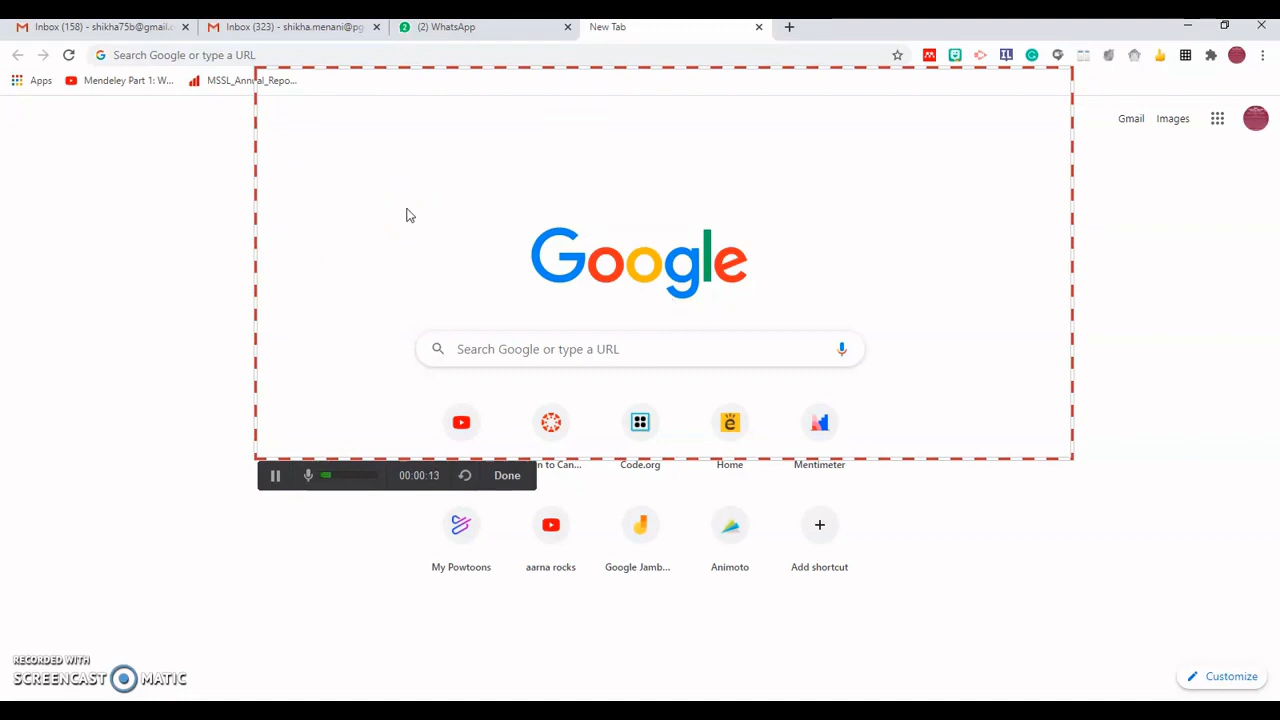 Inbox (158) - shikha75b@gmail.c
Inbox (323) - shikha.menani@pg
2 (2) WhatsApp
New Tab
Search Google or type a URL
Apps
Mendeley Part 1: W...
MSSL_Annual_Repo...
Gmail
Images
Google
Search Google or type a URL
n to Can...
Code.org
Home
Mentimeter
00:00:13
Done
My Powtoons
aarna rocks
Google Jamb...
Animoto
Add shortcut
RECORDED WITH
SCREENCAST MATIC
Customize